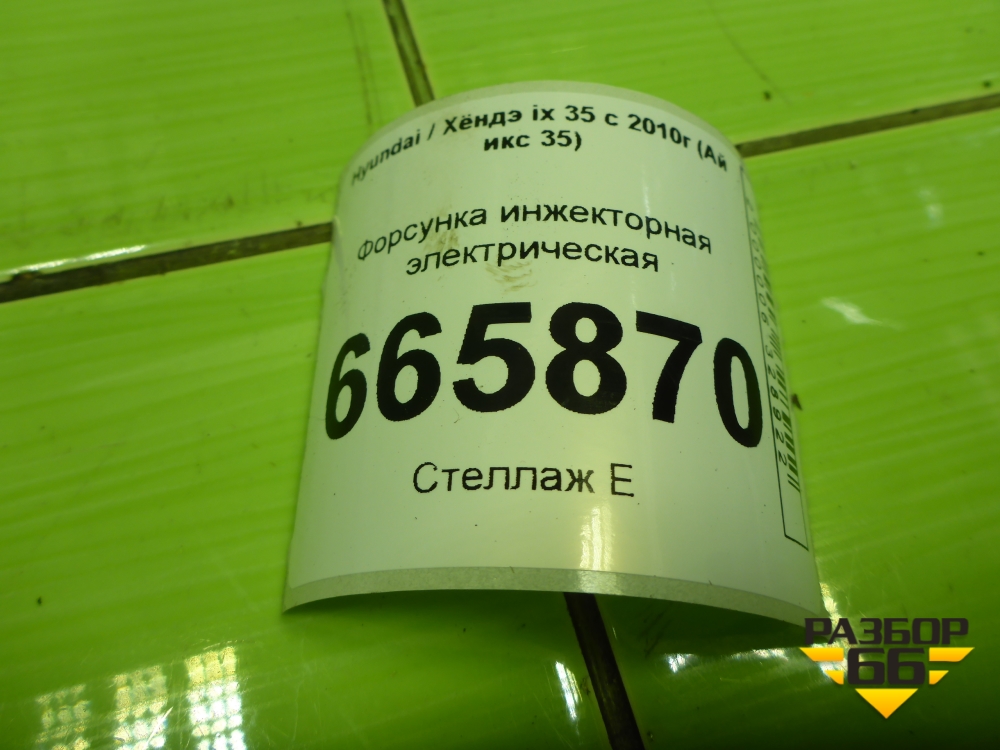 Hyundai / Хёндэ ix 35 с 2010г (Ай
икс 35)
Форсунка инжекторная
электрическая
665870
Стеллаж E
РАЗБОР
66